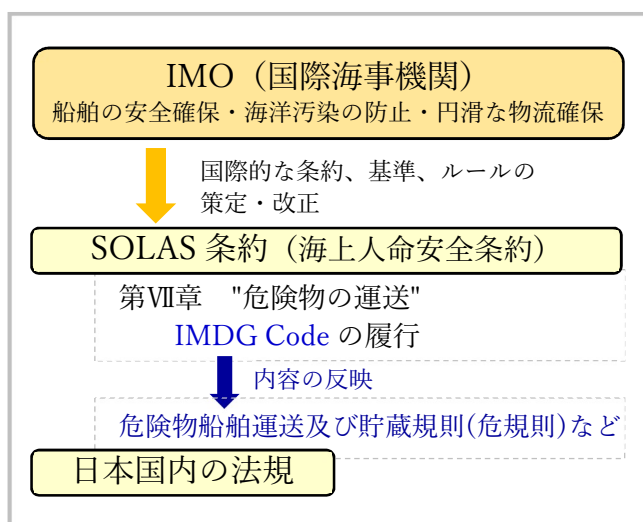 IMO（国際海事機関）
船舶の安全確保・海洋汚染の防止・円滑な物流確保
国際的な条約、基準、ルールの
策定・改正
SOLAS 条約（海上人命安全条約）
第Ⅶ章　"危険物の運送"
IMDG Code の履行
内容の反映
危険物船舶運送及び貯蔵規則(危規則)など
日本国内の法規